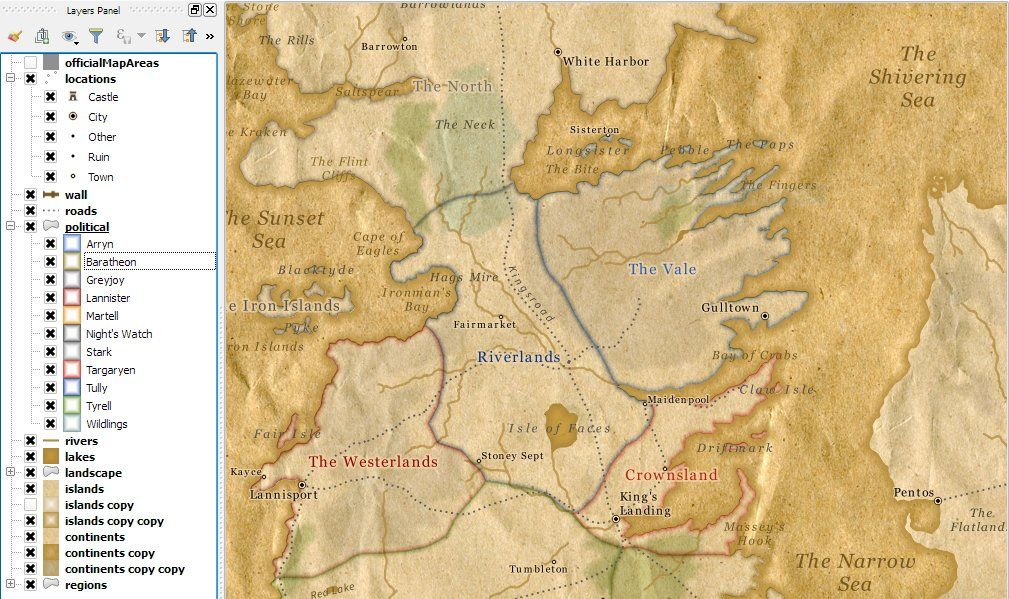 Layers Panel
officialMapAreas
locations
Castle
City
Other
Ruin
Town
wall
roads
political
Arryn
Baratheon
Greyjoy
Lannister
Martell
Night's Watch
Stark
Targaryen
Tully
Tyrell
Wildlings
rivers
lakes
landscape
islands
islands copy
islands copy copy
continents
continents copy
continents copy copy
regions
Barrowlands
Stone
Shore
The Rills
Barrowton
White Harbor
The
Shivering
Sea
Bay
Saltspear
The North
The Neck
Kraken
Sisterton
Longsister
Pebble
The Paps
The Bite
The Flint
Cliffs
The Fingers
The Sunset
Sea
Cape of
Eagles
Blacktyde
Hags Mire
Kingsroad
The Vale
Ironman's
Bay
Iron Islands
Pyke
Iron Islands
Gulltown
Fairmarket
Riverlands
Bay of Crabs
Claw Isle
Maidenpool
Isle of Faces
Fair Isle
Driftmark
Stoney Sept
The Westerlands
Kayce
Crownsland
Lannisport
King's
Landing
Pentos
The
Flatland
Massey's
Hook
The Narrow
Sea
Tumbleton
Red Lake